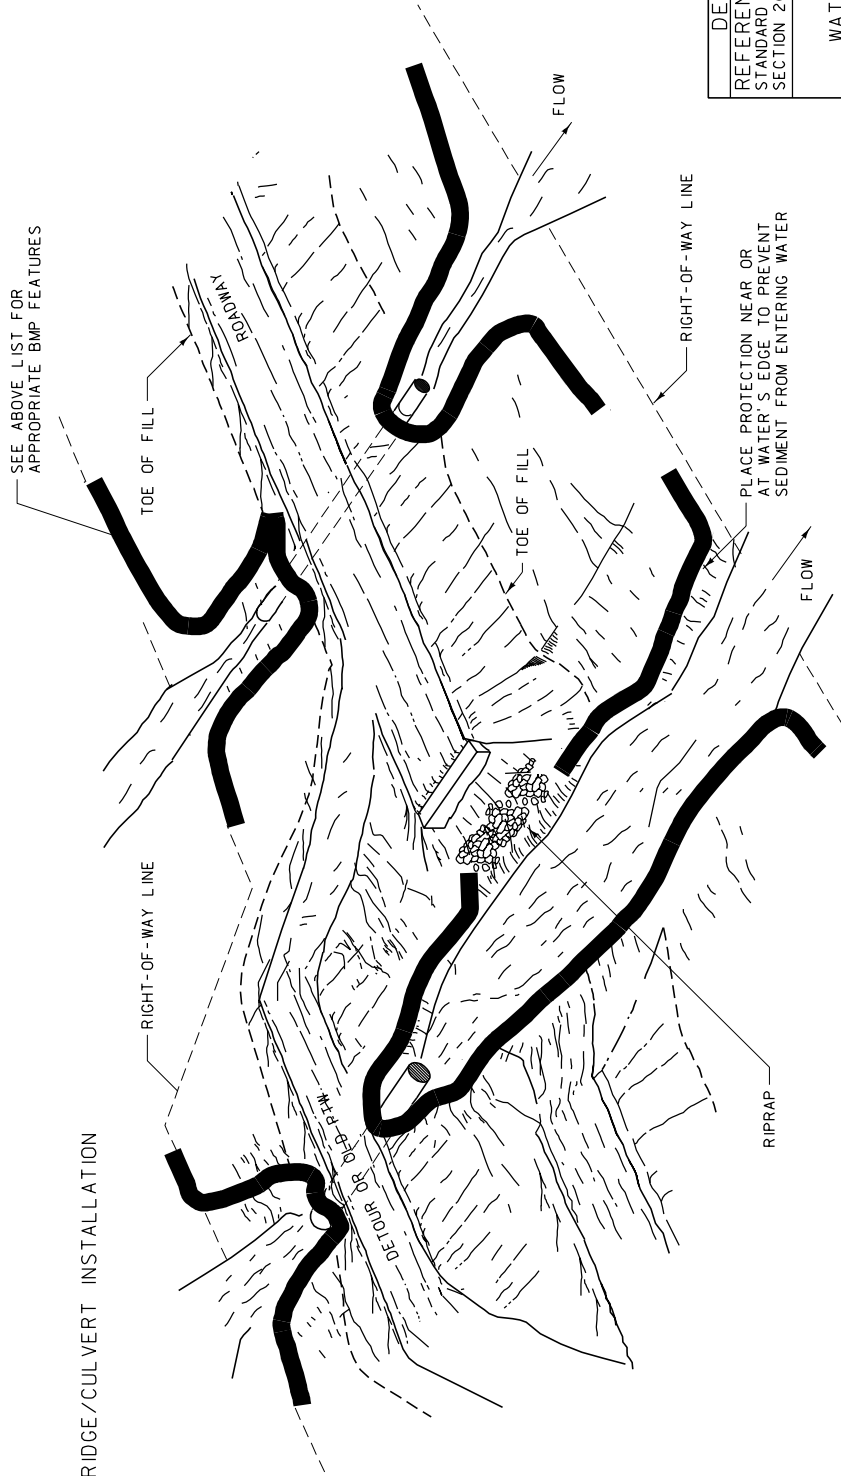 RIDGE/CULVERT INSTALLATION
SEE ABOVE LIST FOR
APPROPRIATE BMP FEATURES
TOE OF FILL
RIGHT-OF-WAY LINE
ROADWAY
DETOUR OR OLD PTW
FLOW
TOE OF FILL
RIGHT-OF-WAY LINE
PLACE PROTECTION NEAR OR
AT WATER'S EDGE TO PREVENT
SEDIMENT FROM ENTERING WATER
FLOW
RIPRAP
DE
REFEREN
STANDARD
SECTION 2
WAT